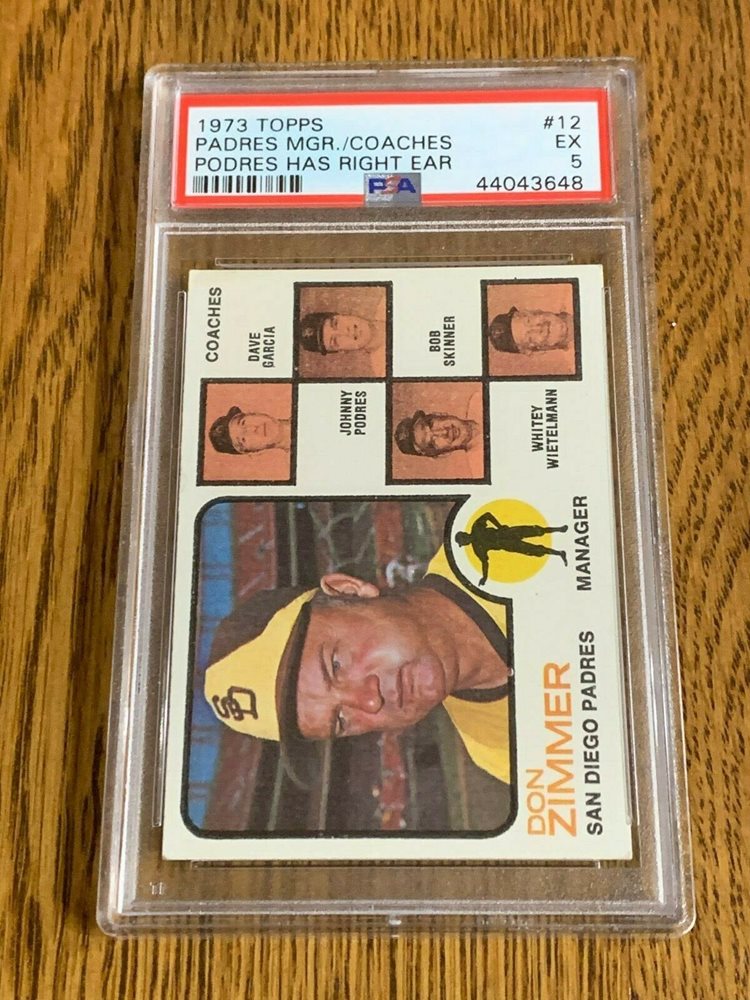 1973 TOPPS #12
PADRES MGR./COACHES EX
PODRES HAS RIGHT EAR 5
PSA 44043648
COACHES
DAVE
GARCIA
JOHNNY
PODRES
BOB
SKINNER
WHITEY
WIETELMANN
SD
MANAGER
DON
ZIMMER
SAN DIEGO PADRES